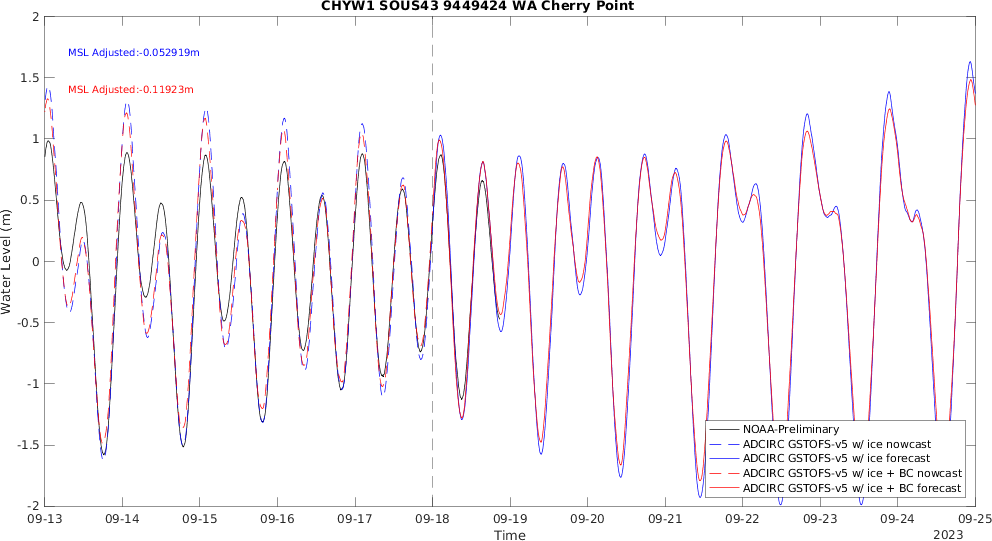 CHYW1 SOUS43 9449424 WA Cherry Point
2
1.5
1
0.5
0
-0.5
-1
-1.5
-2
Water Level (m)
MSL Adjusted:-0.052919m
MSL Adjusted:-0.11923m
NOAA-Preliminary
ADCIRC GSTOFS-v5 w/ ice nowcast
ADCIRC GSTOFS-v5 w/ ice forecast
ADCIRC GSTOFS-v5 w/ ice + BC nowcast
ADCIRC GSTOFS-v5 w/ ice + BC forecast
09-13 09-14 09-15 09-16 09-17 09-18 09-19 09-20 09-21 09-22 09-23 09-24 09-25
Time
2023